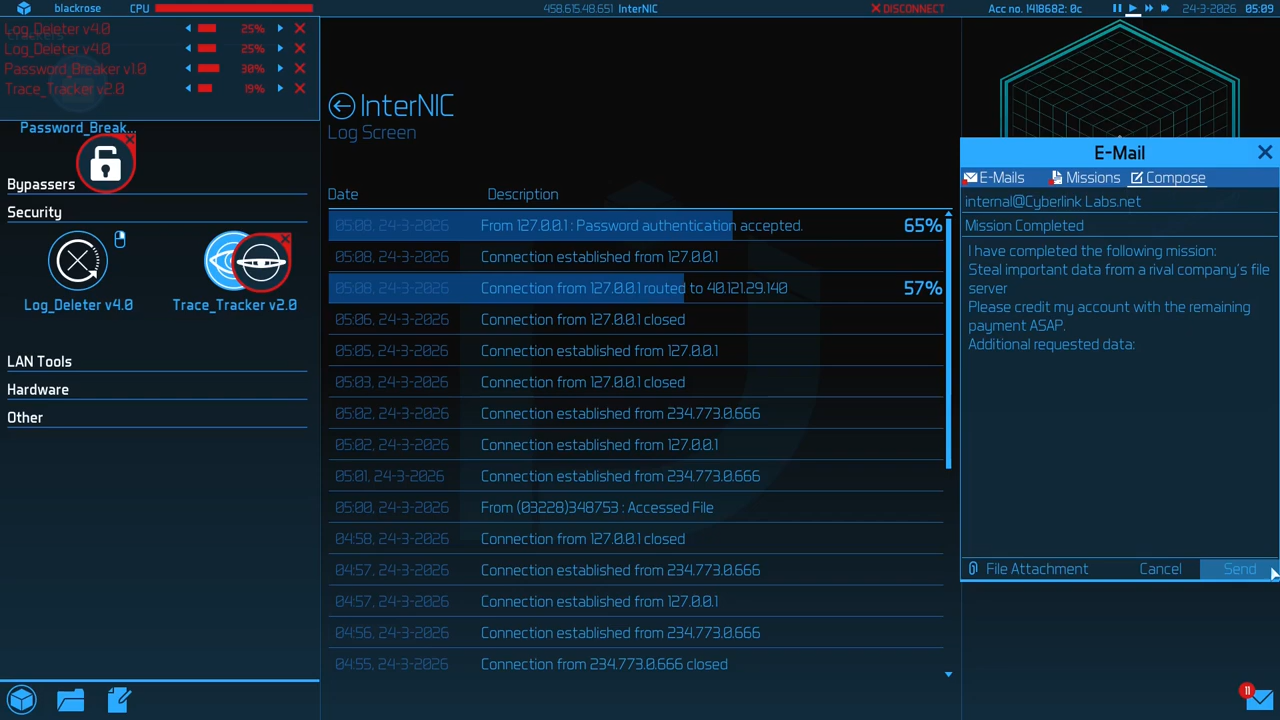 blackrose CPU 458.615.48.651 InterNIC DISCONNECT Acc no. 1418682: 0c 24-3-2026 05:09
Log_Deleter v4.0 25%
Log_Deleter v4.0 25%
Password_Breaker v1.0 30%
Trace_Tracker v2.0 19%
Password_Break...
Bypassers
Security
Log_Deleter v4.0
Trace_Tracker v2.0
LAN Tools
Hardware
Other
InterNIC
Log Screen
Date Description
05:08, 24-3-2026 From 127.0.0.1 : Password authentication accepted. 65%
05:08, 24-3-2026 Connection established from 127.0.0.1
05:08, 24-3-2026 Connection from 127.0.0.1 routed to 40.121.29.140 57%
05:06, 24-3-2026 Connection from 127.0.0.1 closed
05:05, 24-3-2026 Connection established from 127.0.0.1
05:03, 24-3-2026 Connection from 127.0.0.1 closed
05:02, 24-3-2026 Connection established from 234.773.0.666
05:02, 24-3-2026 Connection established from 127.0.0.1
05:01, 24-3-2026 Connection established from 234.773.0.666
05:00, 24-3-2026 From (03228)348753 : Accessed File
04:58, 24-3-2026 Connection from 127.0.0.1 closed
04:57, 24-3-2026 Connection established from 234.773.0.666
04:57, 24-3-2026 Connection established from 127.0.0.1
04:56, 24-3-2026 Connection established from 234.773.0.666
04:55, 24-3-2026 Connection from 234.773.0.666 closed
E-Mail
E-Mails Missions Compose
internal@Cyberlink Labs.net
Mission Completed
I have completed the following mission:
Steal important data from a rival company's file
server
Please credit my account with the remaining
payment ASAP.
Additional requested data:
File Attachment Cancel Send
11